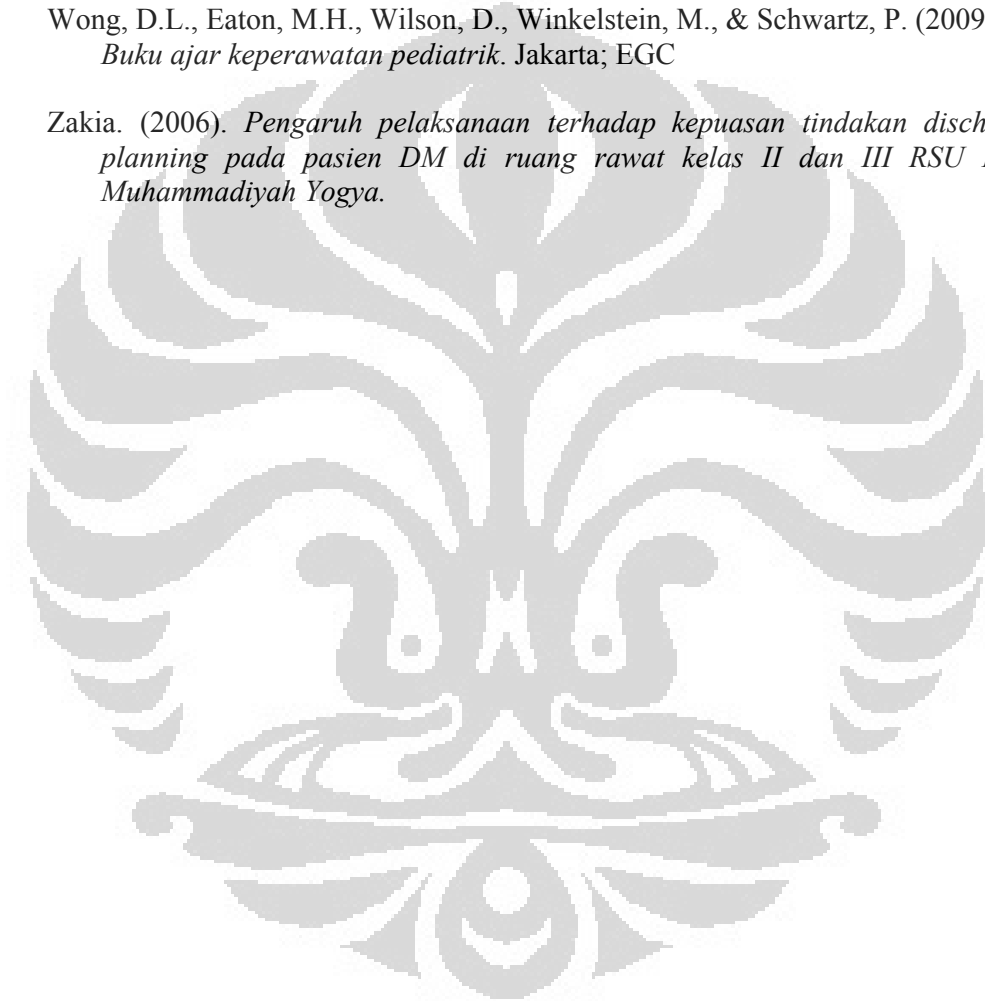 Wong, D.L., Eaton, M.H., Wilson, D., Winkelstein, M., & Schwartz, P. (2009
Buku ajar keperawatan pediatrik. Jakarta; EGC
Zakia. (2006). Pengaruh pelaksanaan terhadap kepuasan tindakan disch
planning pada pasien DM di ruang rawat kelas II dan III RSU
Muhammadiyah Yogya.